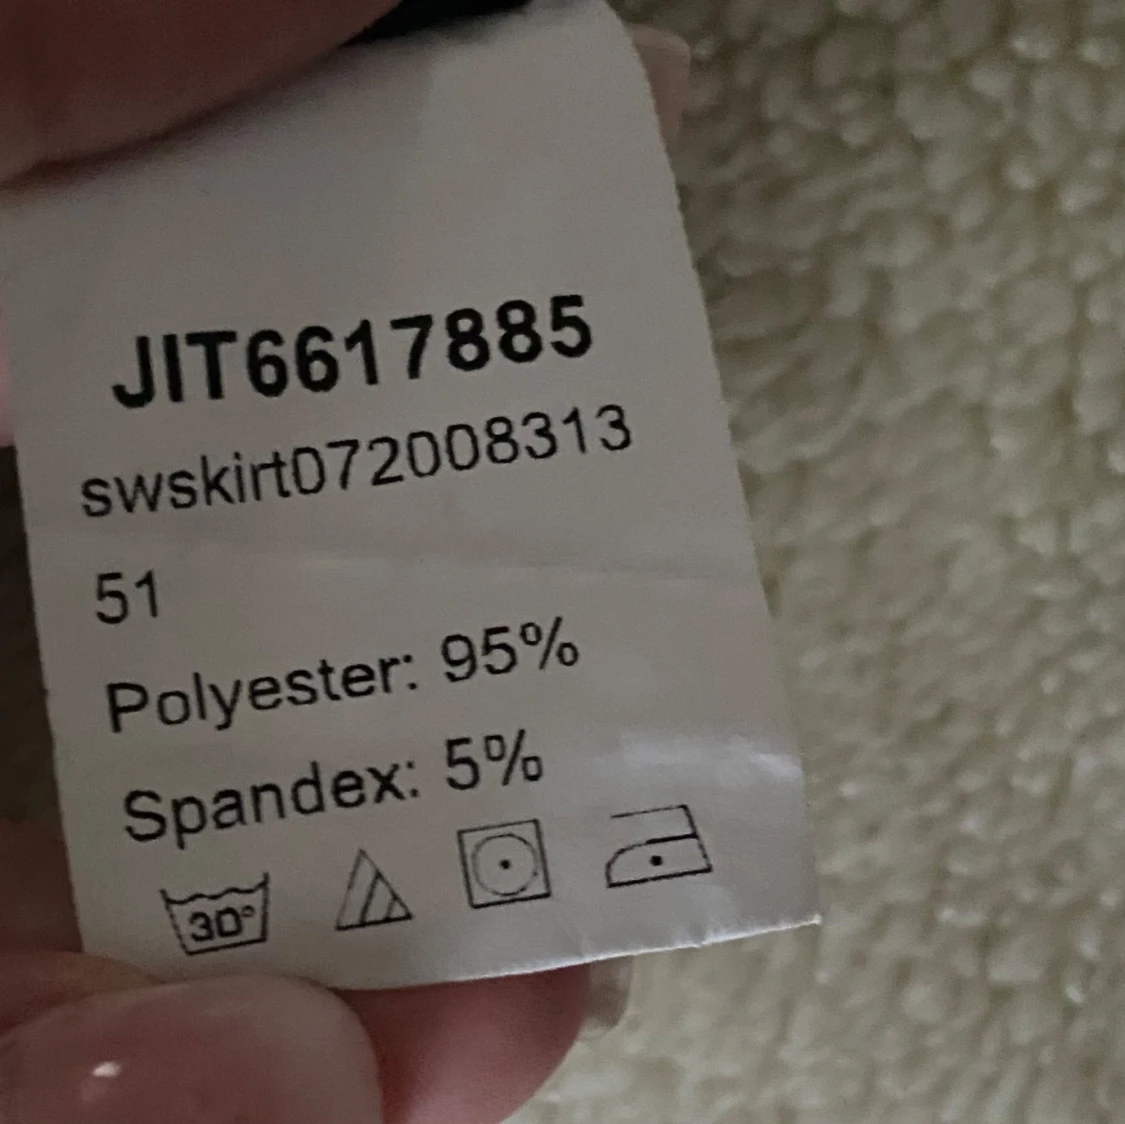 JIT6617885
swskirt072008313
51
Polyester: 95%
Spandex: 5%
30°